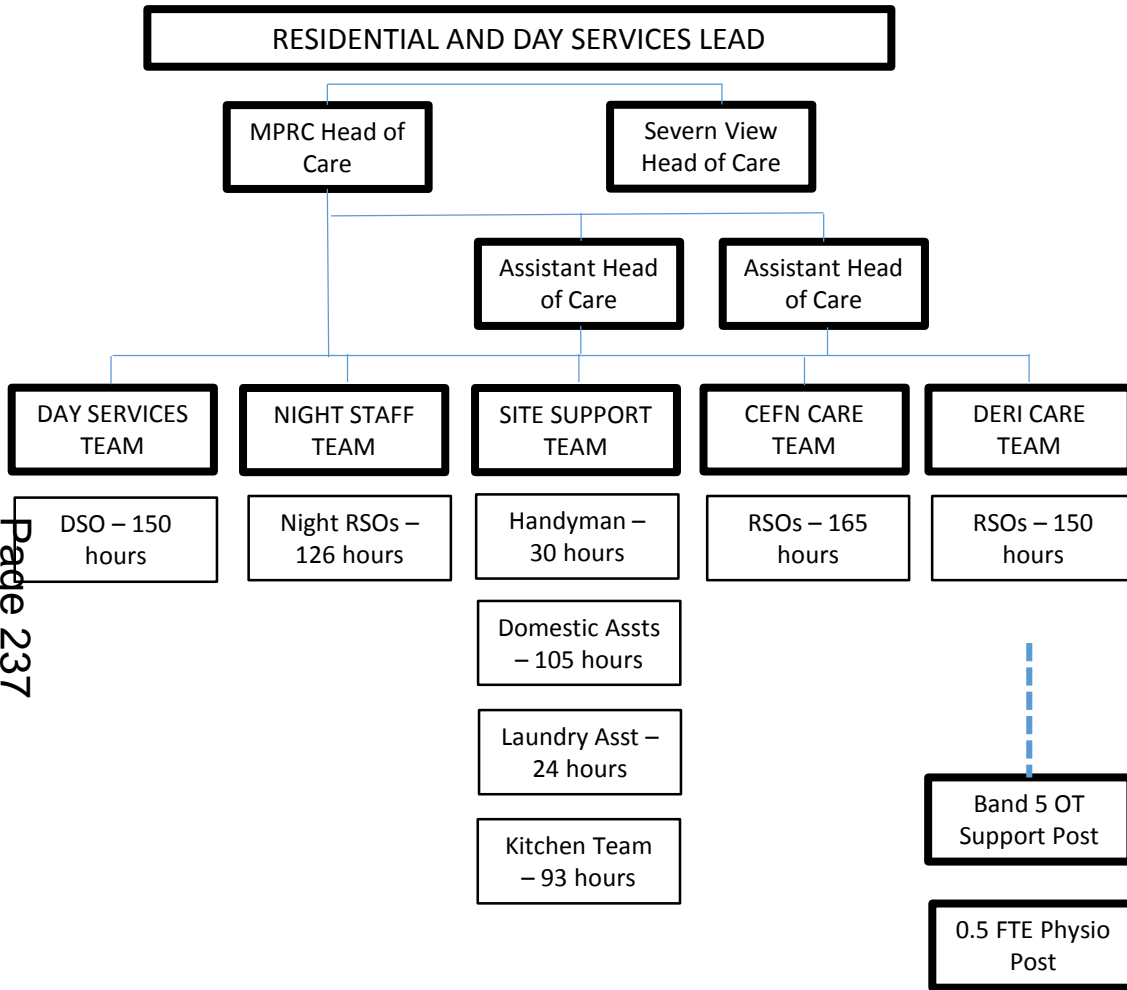 RESIDENTIAL AND DAY SERVICES LEAD
MPRC Head of
Care
Severn View
Head of Care
Assistant Head
of Care
Assistant Head
of Care
DAY SERVICES
TEAM
NIGHT STAFF
TEAM
SITE SUPPORT
TEAM
CEFN CARE
TEAM
DERI CARE
TEAM
DSO – 150
hours
Night RSOs –
126 hours
Handyman –
30 hours
RSOs – 165
hours
RSOs – 150
hours
Domestic Assts
– 105 hours
Laundry Asst –
24 hours
Kitchen Team
– 93 hours
Band 5 OT
Support Post
0.5 FTE Physio
Post
Page 237